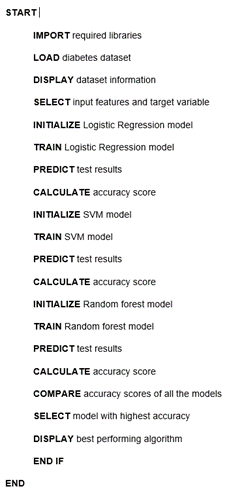 START
IMPORT required libraries
LOAD diabetes dataset
DISPLAY dataset information
SELECT input features and target variable
INITIALIZE Logistic Regression model
TRAIN Logistic Regression model
PREDICT test results
CALCULATE accuracy score
INITIALIZE SVM model
TRAIN SVM model
PREDICT test results
CALCULATE accuracy score
INITIALIZE Random forest model
TRAIN Random forest model
PREDICT test results
CALCULATE accuracy score
COMPARE accuracy scores of all the models
SELECT model with highest accuracy
DISPLAY best performing algorithm
END IF
END